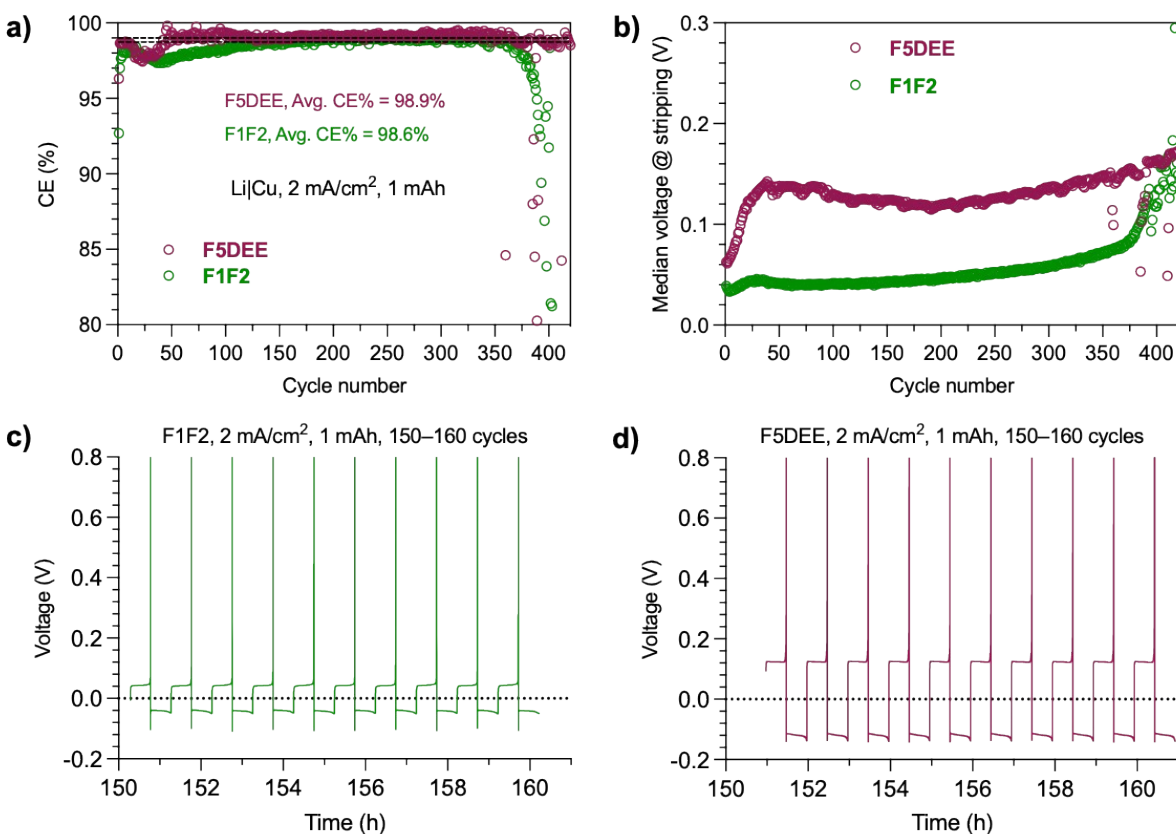 a)
CE (%)
100
95
90
85
80
F5DEE, Avg. CE% = 98.9%
F1F2, Avg. CE% = 98.6%
Li|Cu, 2 mA/cm², 1 mAh
F5DEE
F1F2
0 50 100 150 200 250 300 350 400
Cycle number
b)
Median voltage @ stripping (V)
0.3
0.2
0.1
0.0
F5DEE
F1F2
0 50 100 150 200 250 300 350 400
Cycle number
c)
F1F2, 2 mA/cm², 1 mAh, 150–160 cycles
Voltage (V)
0.8
0.6
0.4
0.2
0.0
-0.2
150 152 154 156 158 160
Time (h)
d)
F5DEE, 2 mA/cm², 1 mAh, 150–160 cycles
Voltage (V)
0.8
0.6
0.4
0.2
0.0
-0.2
150 152 154 156 158 160
Time (h)